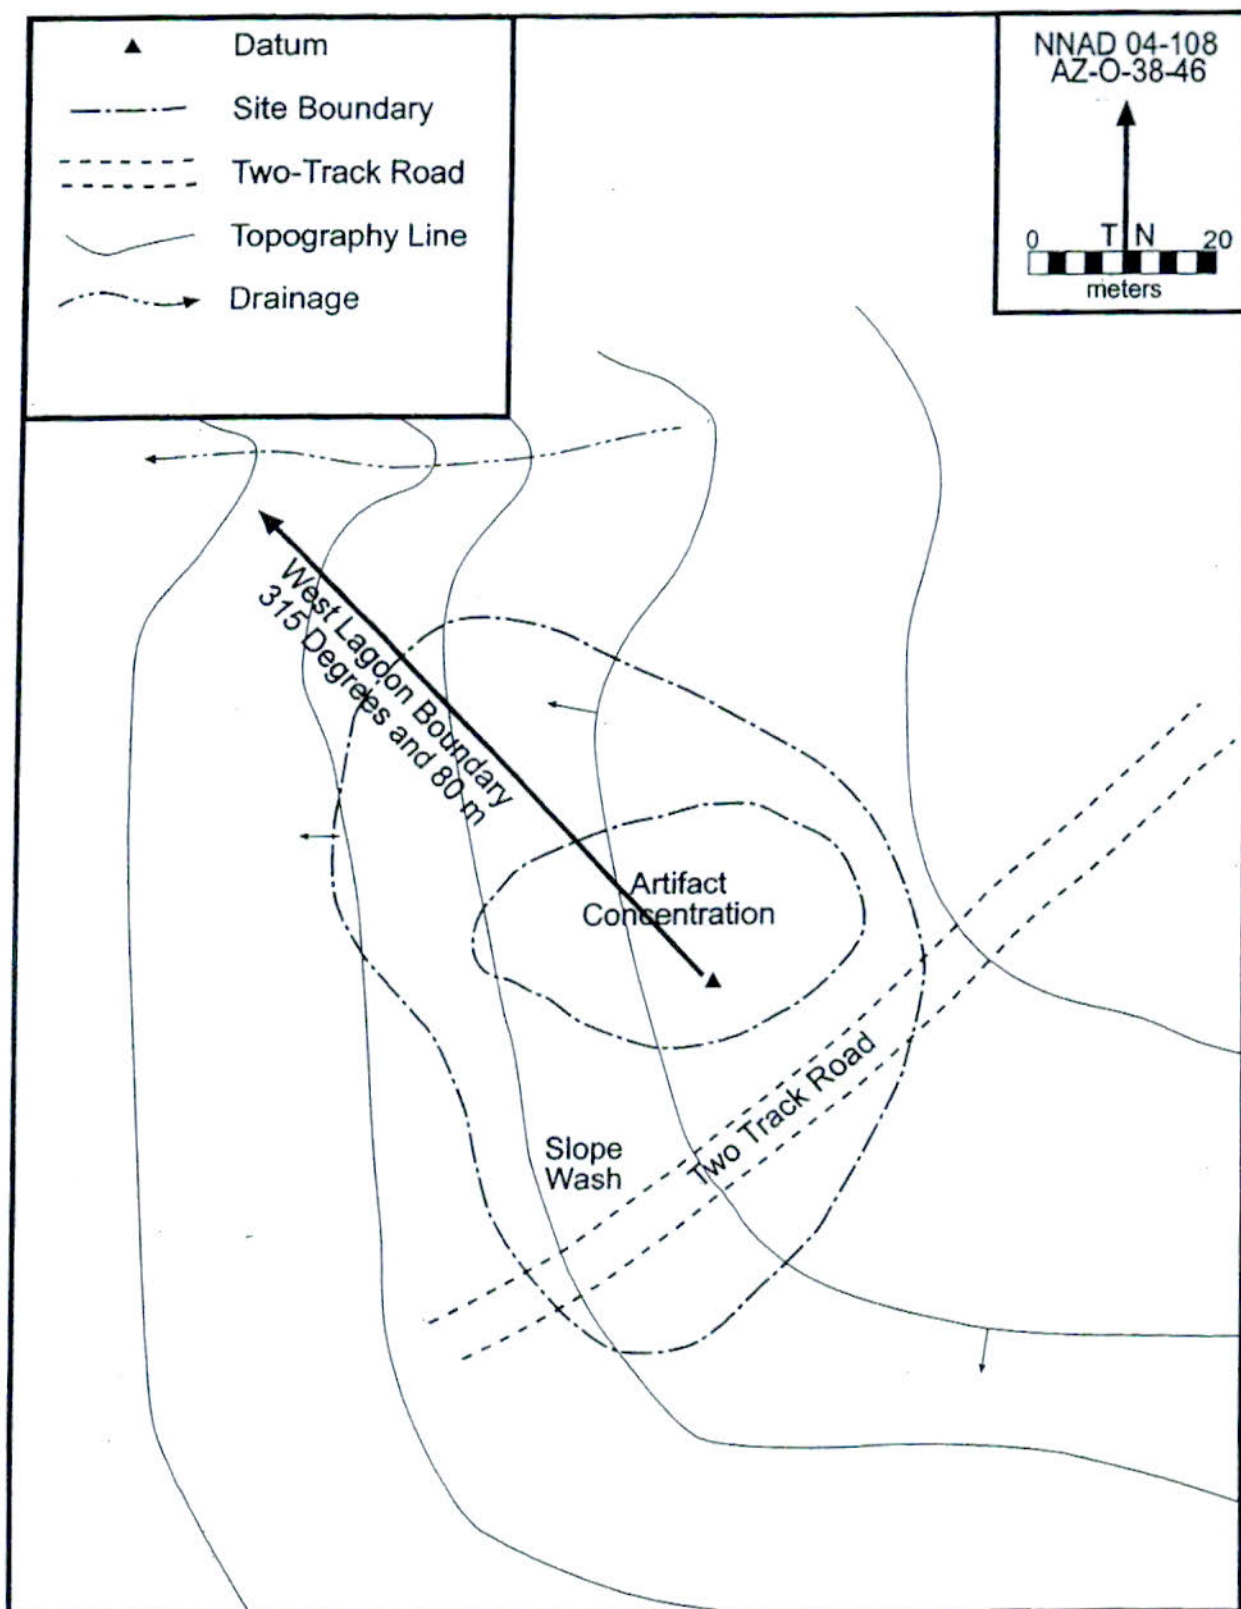 Datum
Site Boundary
Two-Track Road
Topography Line
Drainage
NNAD 04-108
AZ-O-38-46
T N
0 20
meters
West Lagdon Boundary
315 Degrees and 80 m
Artifact
Concentration
Two Track Road
Slope
Wash